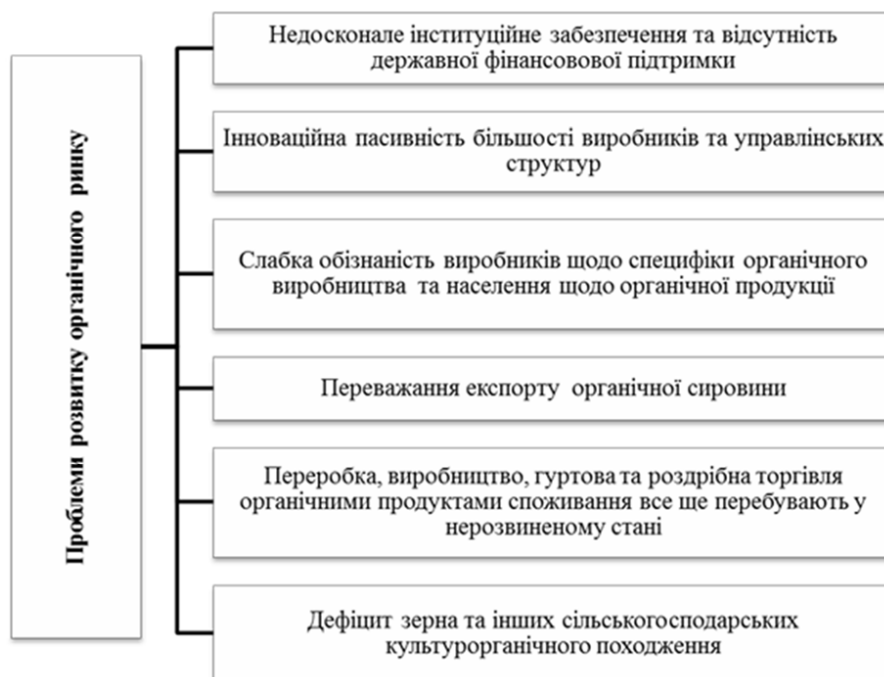 Проблеми розвитку органічного ринку
Недосконале інституційне забезпечення та відсутність
державної фінансовової підтримки
Інноваційна пасивність більшості виробників та управлінських
структур
Слабка обізнаність виробників щодо специфіки органічного
виробництва та населення щодо органічної продукції
Переважання експорту органічної сировини
Переробка, виробництво, гуртова та роздрібна торгівля
органічними продуктами споживання все ще перебувають у
нерозвиненому стані
Дефіцит зерна та інших сільськогосподарських
культурорганічного походження